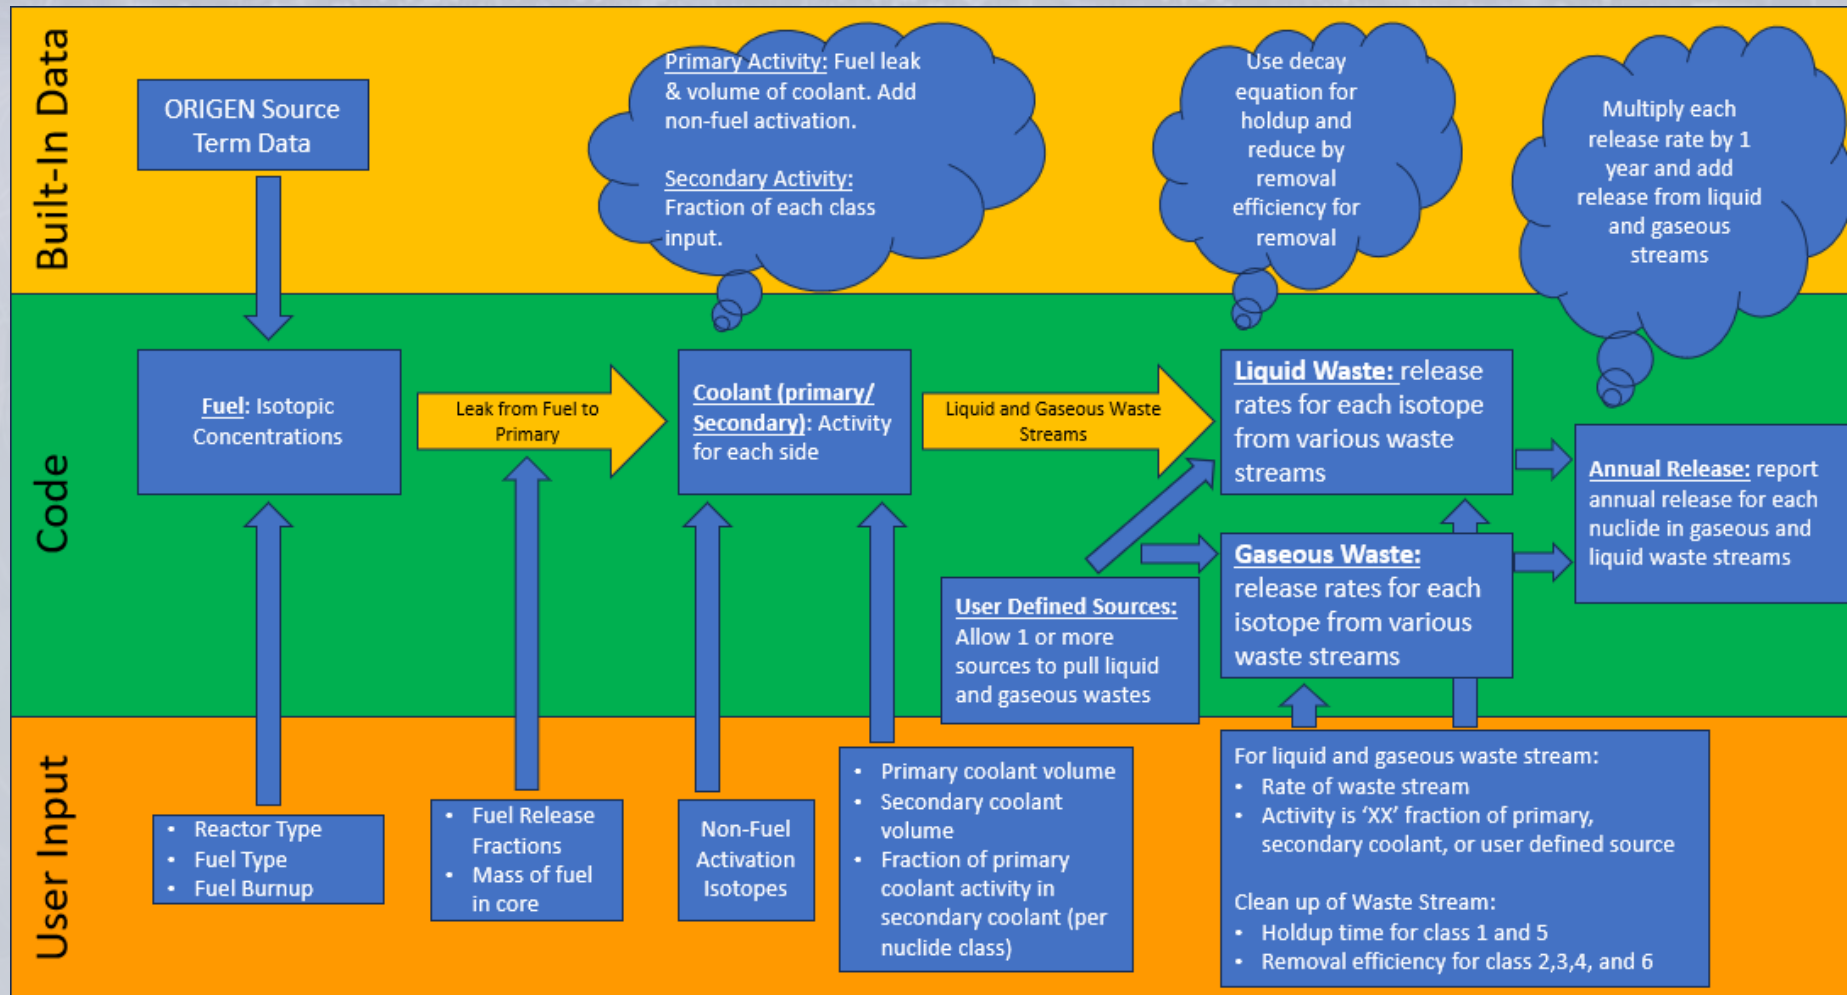 Built-In Data
ORIGEN Source
Term Data
Primary Activity: Fuel leak
& volume of coolant. Add
non-fuel activation.
Secondary Activity:
Fraction of each class
input.
Use decay
equation for
holdup and
reduce by
removal
efficiency for
removal
Multiply each
release rate by 1
year and add
release from liquid
and gaseous
streams
Code
Fuel: Isotopic
Concentrations
Leak from Fuel to
Primary
Coolant (primary/
Secondary): Activity
for each side
Liquid and Gaseous Waste
Streams
Liquid Waste: release
rates for each isotope
from various waste
streams
Gaseous Waste:
release rates for each
isotope from various
waste streams
Annual Release: report
annual release for each
nuclide in gaseous and
liquid waste streams
User Defined Sources:
Allow 1 or more
sources to pull liquid
and gaseous wastes
User Input
• Reactor Type
• Fuel Type
• Fuel Burnup
• Fuel Release
Fractions
• Mass of fuel
in core
Non-Fuel
Activation
Isotopes
• Primary coolant volume
• Secondary coolant
volume
• Fraction of primary
coolant activity in
secondary coolant (per
nuclide class)
For liquid and gaseous waste stream:
• Rate of waste stream
• Activity is ‘XX’ fraction of primary,
secondary coolant, or user defined source
Clean up of Waste Stream:
• Holdup time for class 1 and 5
• Removal efficiency for class 2,3,4, and 6